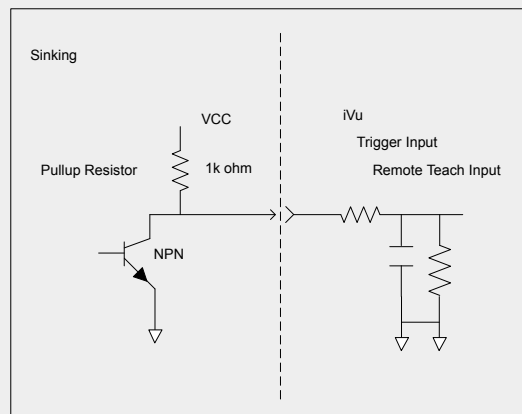 Sinking
VCC
Pullup Resistor
1k ohm
NPN
iVu
Trigger Input
Remote Teach Input